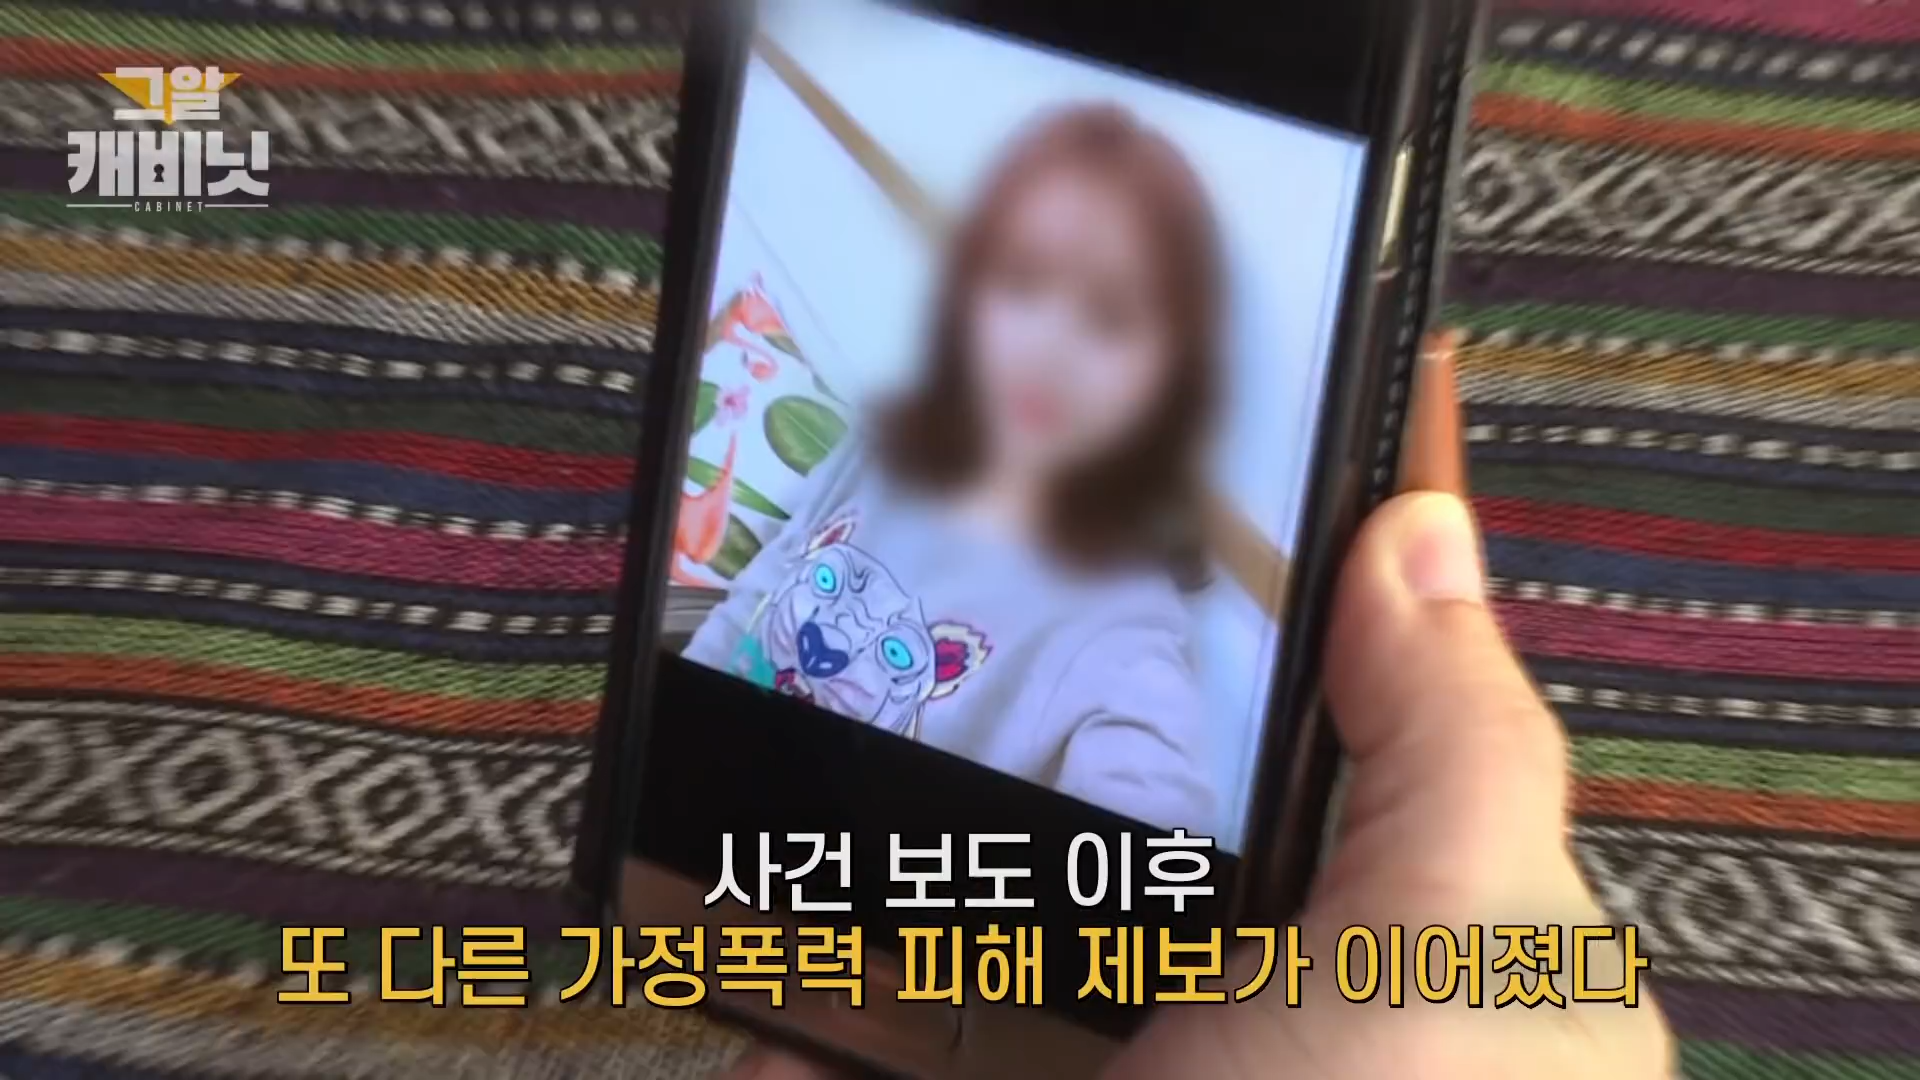 그알
캐비닛
CABINET
사건 보도 이후
또 다른 가정폭력 피해 제보가 이어졌다